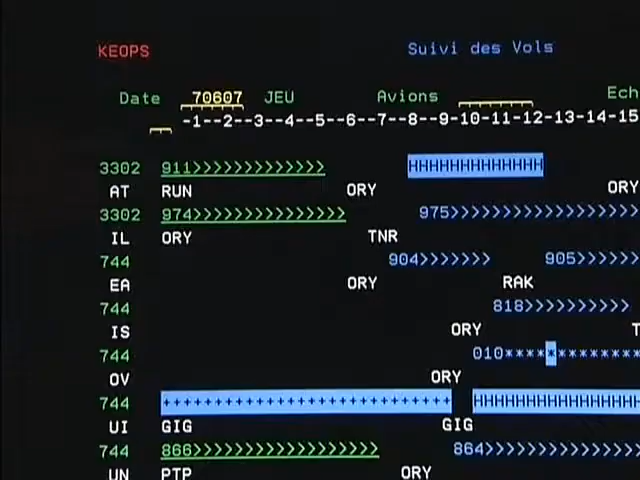 KEOPS Suivi des Vols
Date 70607 JEU Avions Ech
-1--2--3--4--5--6--7--8--9-10-11-12-13-14-15
3302 911>>>>>>>>>>>>> HHHHHHHHHHHHH
AT RUN ORY ORY
3302 974>>>>>>>>>>>>>>> 975>>>>>>>>>>>>>>>>>>
IL ORY TNR
744 904>>>>>>> 905>>>>>>
EA ORY RAK
744 818>>>>>>>>>>
IS ORY T
744 010*************
OV ORY
744 ++++++++++++++++++++++++++++ HHHHHHHHHHHHHHHH
UI GIG GIG
744 866>>>>>>>>>>>>>>>>>> 864>>>>>>>>>>>>>>>
UN PTP ORY